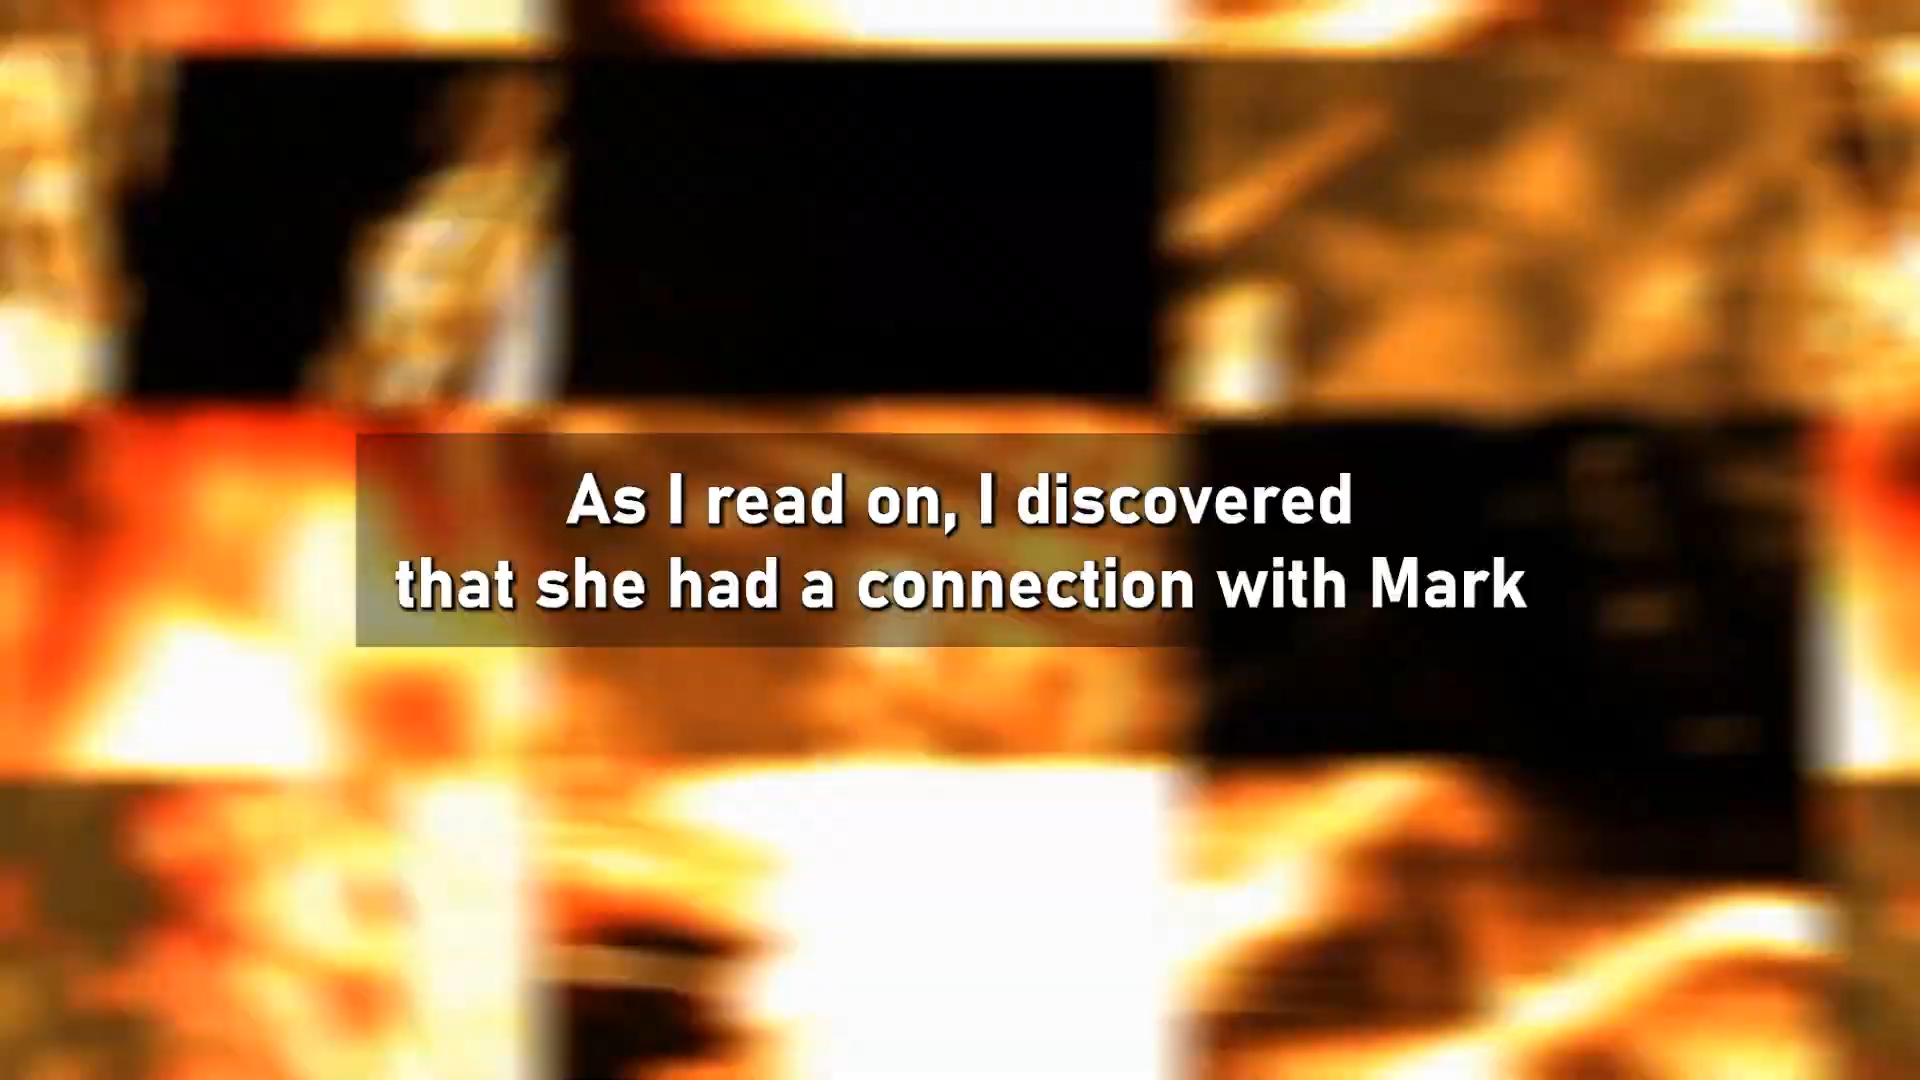 As I read on, I discovered
that she had a connection with Mark